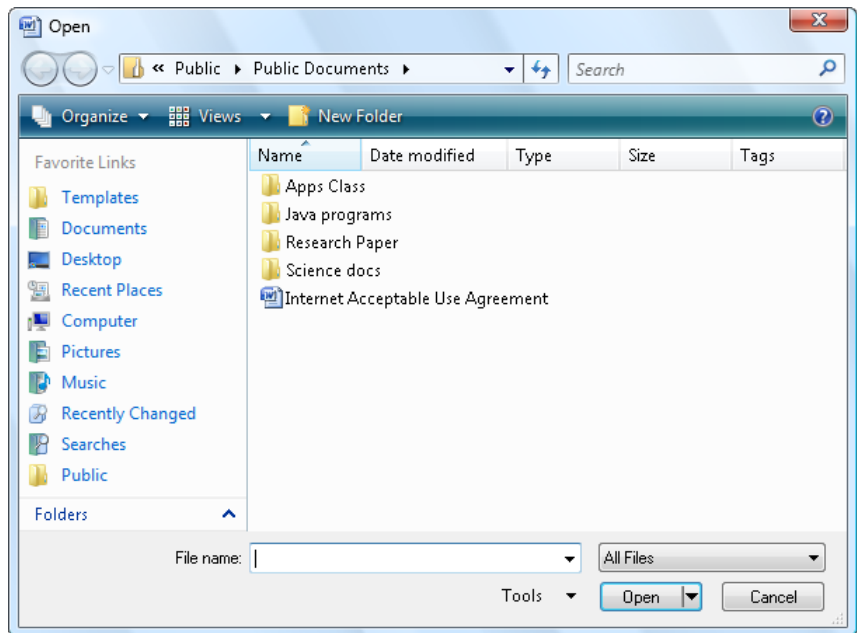 Open
« Public ▸ Public Documents ▸ Search
Organize Views New Folder
Favorite Links
Templates
Documents
Desktop
Recent Places
Computer
Pictures
Music
Recently Changed
Searches
Public
Folders
Name Date modified Type Size Tags
Apps Class
Java programs
Research Paper
Science docs
Internet Acceptable Use Agreement
File name: All Files
Tools Open Cancel